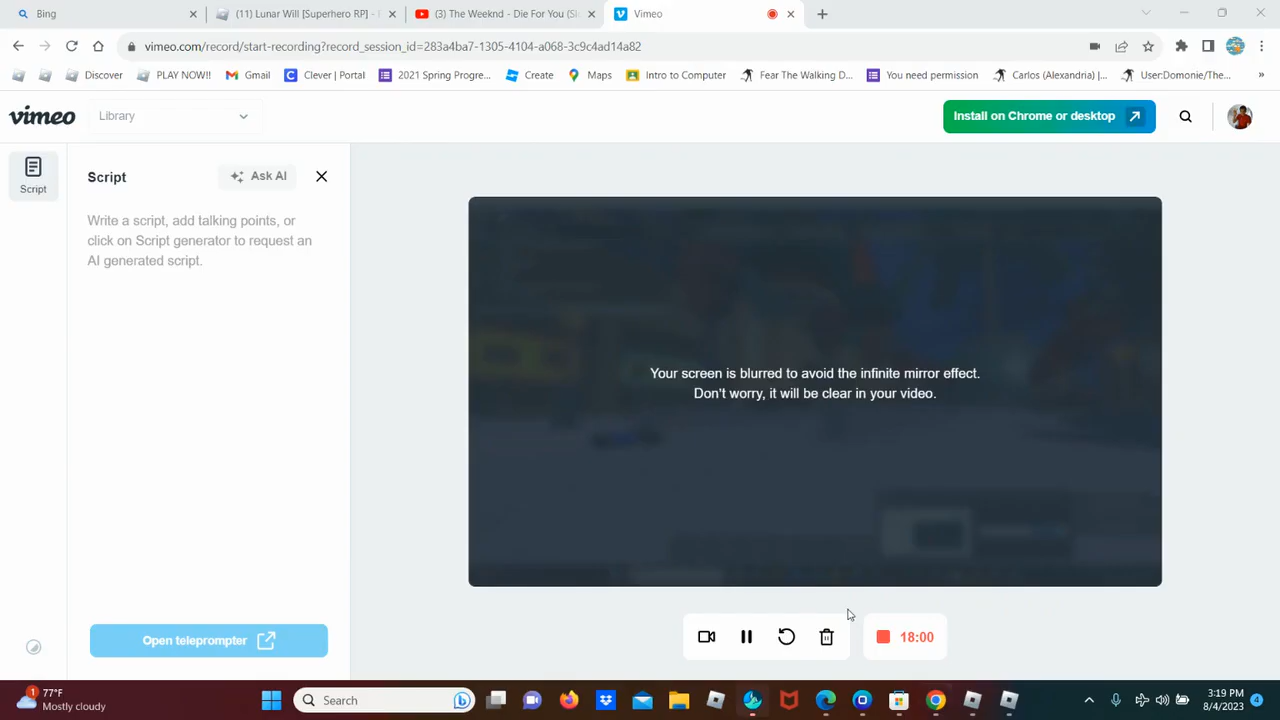 Bing
(11) Lunar Will [Superhero RP] -
(3) The Weeknd - Die For You (Sl
Vimeo
vimeo.com/record/start-recording?record_session_id=283a4ba7-1305-4104-a068-3c9c4ad14a82
Discover
PLAY NOW!!
Gmail
Clever | Portal
2021 Spring Progre...
Create
Maps
Intro to Computer
Fear The Walking D...
You need permission
Carlos (Alexandria) |...
User:Domonie/The...
»
vimeo
Library
Install on Chrome or desktop
Script
Script
Ask AI
Write a script, add talking points, or
click on Script generator to request an
AI generated script.
Your screen is blurred to avoid the infinite mirror effect.
Don't worry, it will be clear in your video.
Open teleprompter
18:00
1
77°F
Mostly cloudy
Search
3:19 PM
8/4/2023
4